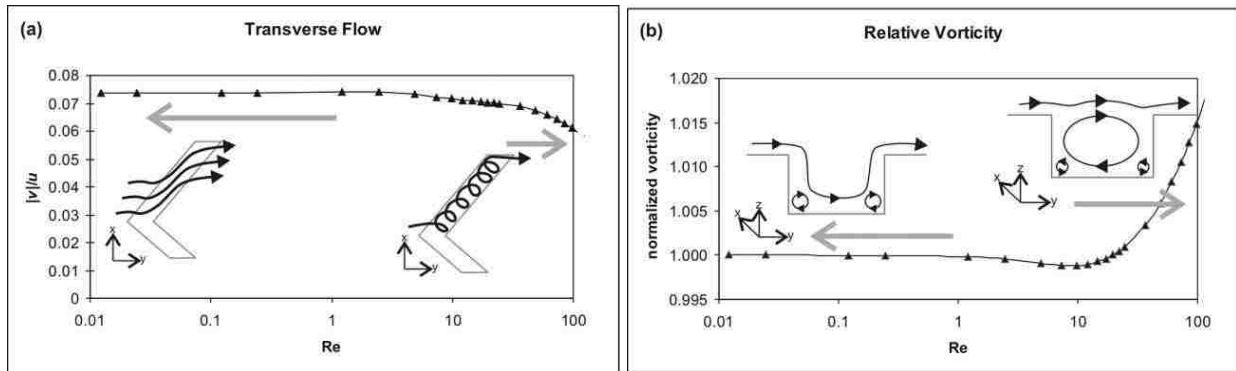 (a)
Transverse Flow
|v|/u
0.08
0.07
0.06
0.05
0.04
0.03
0.02
0.01
0
0.01
0.1
1
10
100
Re
x
y
x
y
(b)
Relative Vorticity
normalized vorticity
1.020
1.015
1.010
1.005
1.000
0.995
0.01
0.1
1
10
100
Re
x
z
y
x
z
y